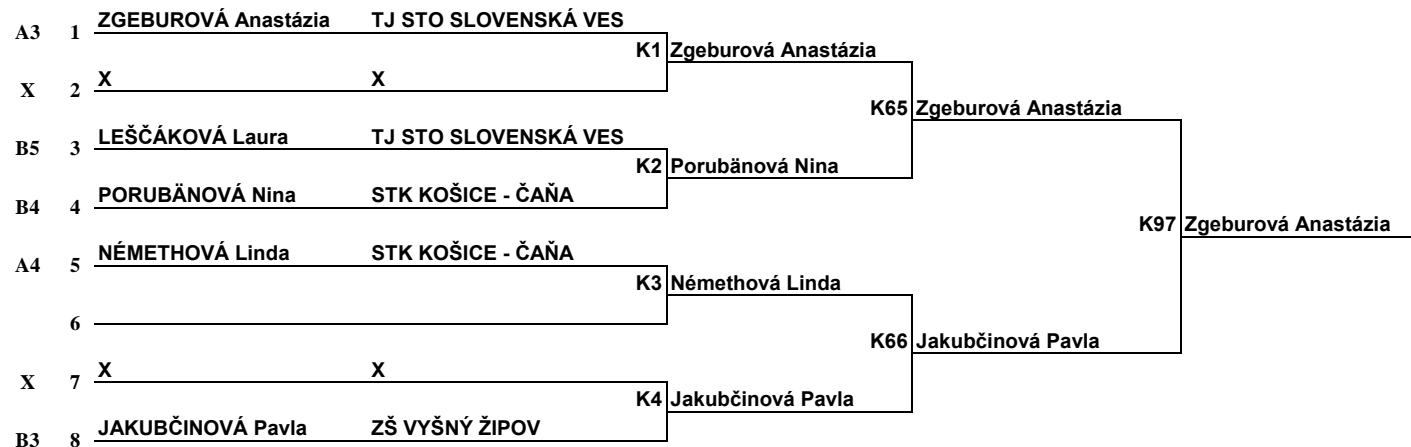 A3 1 ZGEBUROVÁ Anastázia TJ STO SLOVENSKÁ VES
K1 Zgeburová Anastázia
X 2 X X
K65 Zgeburová Anastázia
B5 3 LEŠČÁKOVÁ Laura TJ STO SLOVENSKÁ VES
K2 Porubänová Nina
B4 4 PORUBÄNOVÁ Nina STK KOŠICE - ČAŇA
K97 Zgeburová Anastázia
A4 5 NÉMETHOVÁ Linda STK KOŠICE - ČAŇA
K3 Némethová Linda
6
K66 Jakubčinová Pavla
X 7 X X
K4 Jakubčinová Pavla
B3 8 JAKUBČINOVÁ Pavla ZŠ VYŠNÝ ŽIPOV